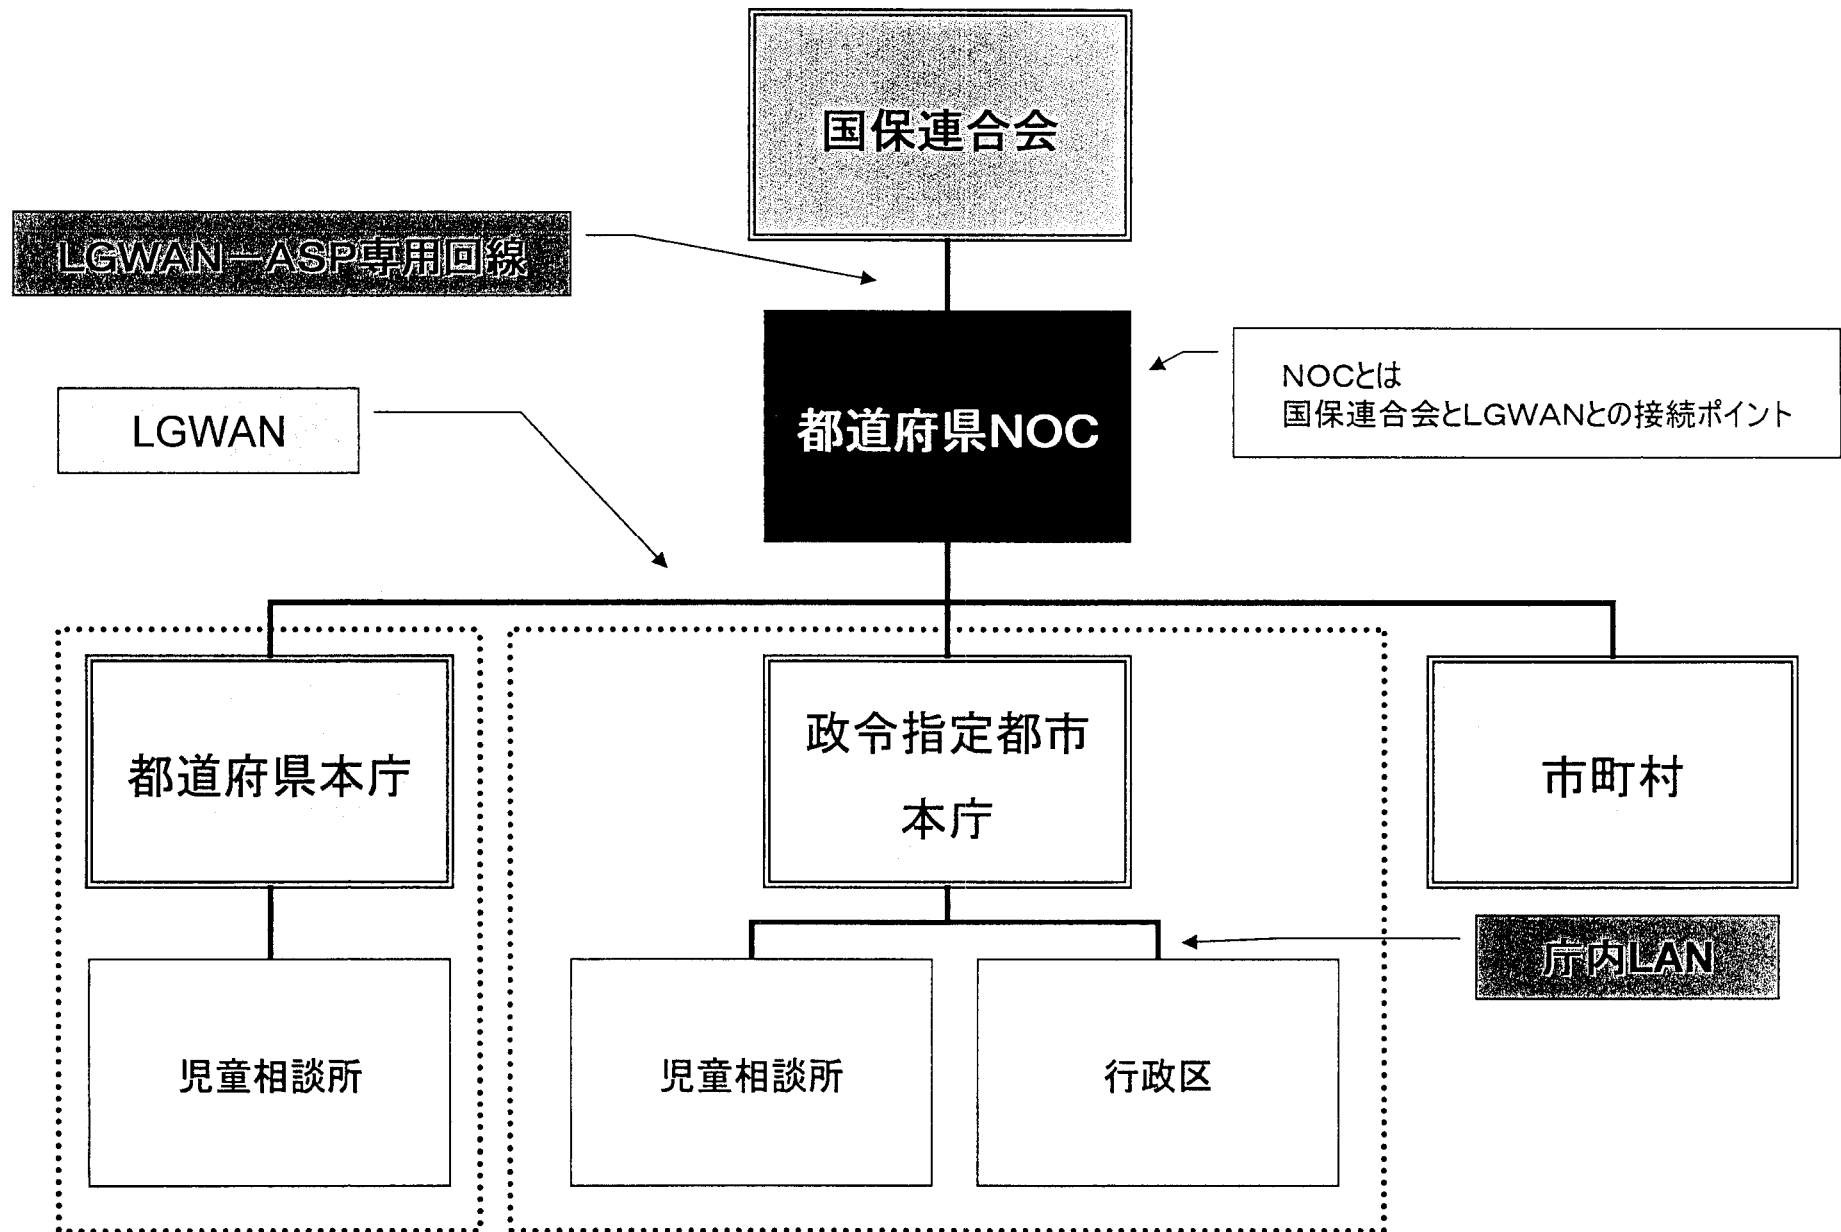 国保連合会
LGWAN－ASP専用回線
NOCとは
国保連合会とLGWANとの接続ポイント
LGWAN
都道府県NOC
都道府県本庁
政令指定都市
本庁
市町村
庁内LAN
児童相談所
児童相談所
行政区